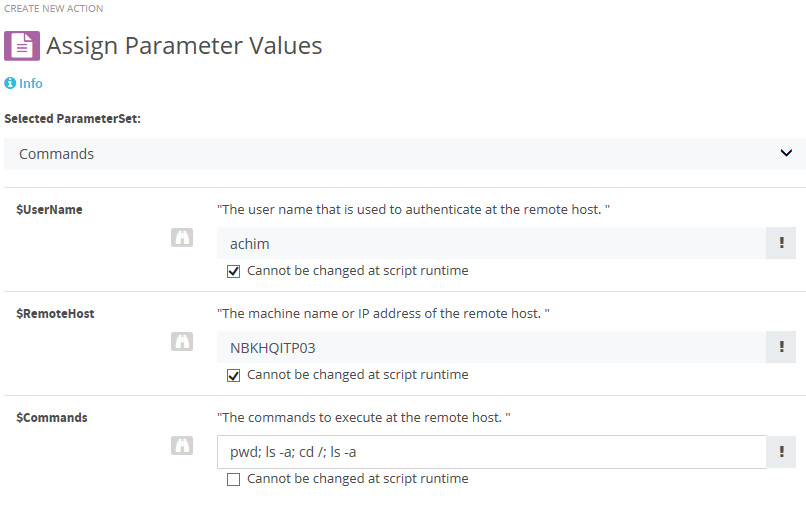 CREATE NEW ACTION
Assign Parameter Values
Info
Selected ParameterSet:
Commands
$UserName
"The user name that is used to authenticate at the remote host. "
achim
!
Cannot be changed at script runtime
$RemoteHost
"The machine name or IP address of the remote host. "
NBKHQITP03
!
Cannot be changed at script runtime
$Commands
"The commands to execute at the remote host. "
pwd; ls -a; cd /; ls -a
!
Cannot be changed at script runtime